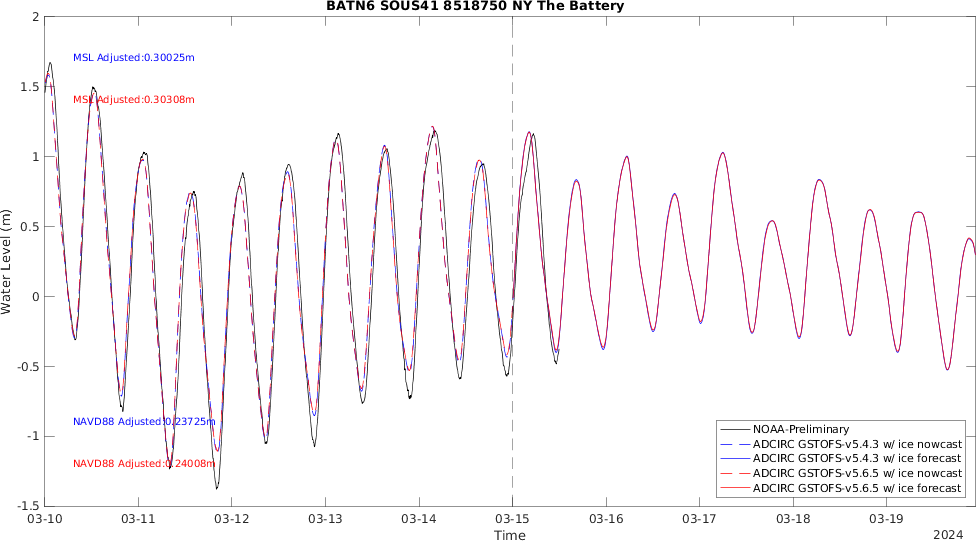 BATN6 SOUS41 8518750 NY The Battery
2
1.5
1
0.5
0
-0.5
-1
-1.5
Water Level (m)
MSL Adjusted:0.30025m
MSL Adjusted:0.30308m
NAVD88 Adjusted:0.23725m
NAVD88 Adjusted:0.24008m
NOAA-Preliminary
ADCIRC GSTOFS-v5.4.3 w/ ice nowcast
ADCIRC GSTOFS-v5.4.3 w/ ice forecast
ADCIRC GSTOFS-v5.6.5 w/ ice nowcast
ADCIRC GSTOFS-v5.6.5 w/ ice forecast
03-10 03-11 03-12 03-13 03-14 03-15 03-16 03-17 03-18 03-19
Time
2024